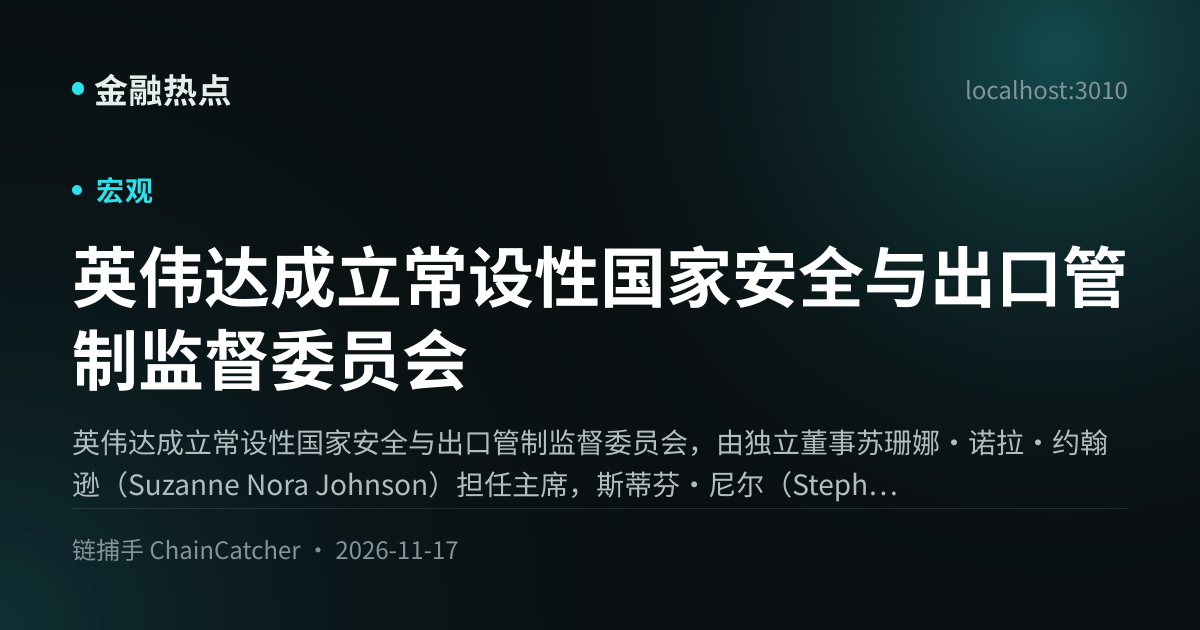 金融热点
localhost:3010
宏观
英伟达成立常设性国家安全与出口管
制监督委员会
英伟达成立常设性国家安全与出口管制监督委员会，由独立董事苏珊娜·诺拉·约翰
逊（Suzanne Nora Johnson）担任主席，斯蒂芬·尼尔（Steph…
链捕手 ChainCatcher · 2026-11-17